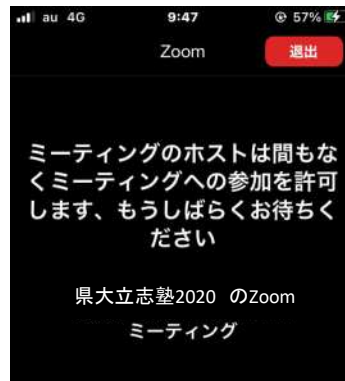 au 4G 9:47 57%
Zoom 退出
ミーティングのホストは間もな
くミーティングへの参加を許可
します、もうしばらくお待ちく
ださい
県大立志塾2020 のZoom
ミーティング